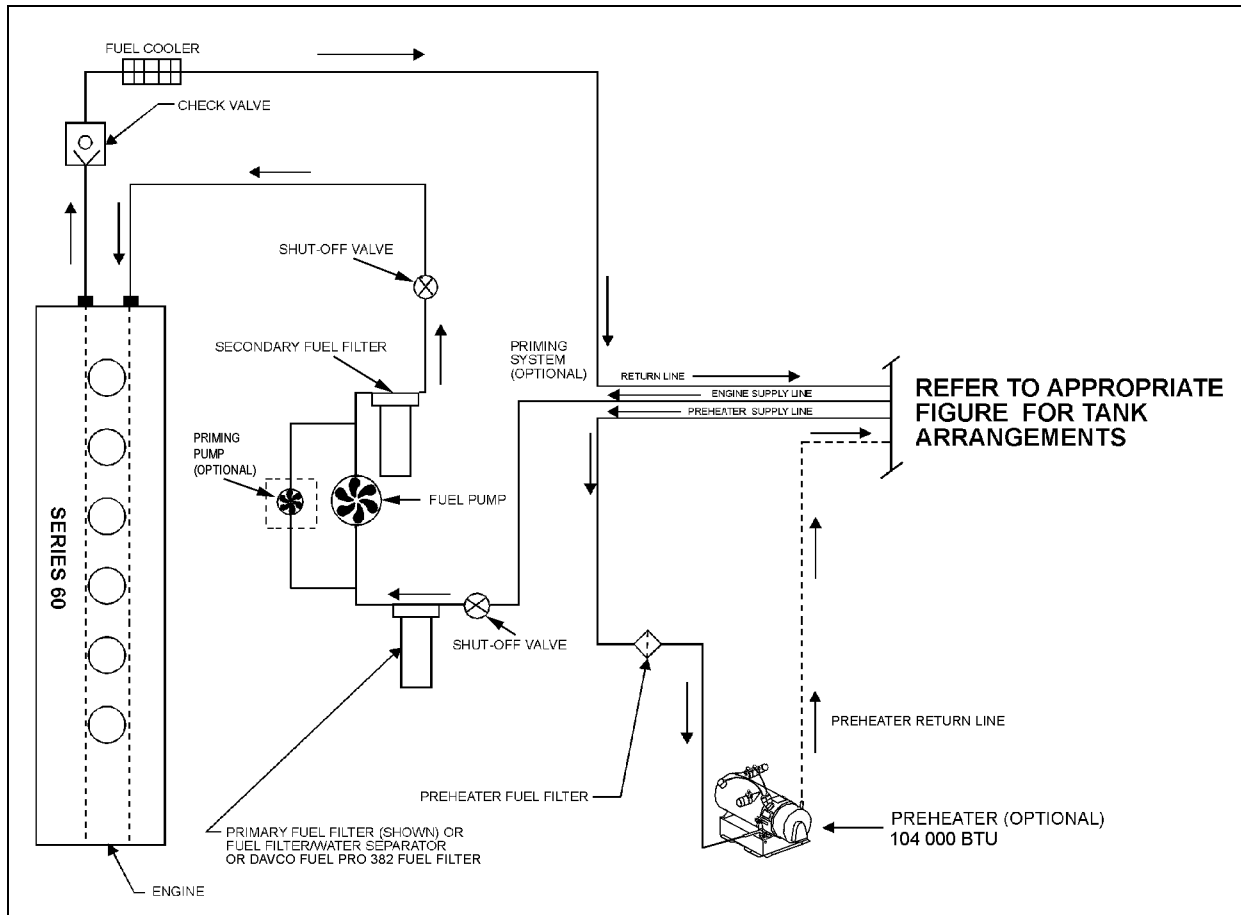 FUEL COOLER
CHECK VALVE
SHUT-OFF VALVE
SECONDARY FUEL FILTER
PRIMING
SYSTEM
(OPTIONAL)
RETURN LINE
ENGINE SUPPLY LINE
PREHEATER SUPPLY LINE
REFER TO APPROPRIATE
FIGURE FOR TANK
ARRANGEMENTS
PRIMING
PUMP
(OPTIONAL)
FUEL PUMP
SERIES 60
SHUT-OFF VALVE
PREHEATER RETURN LINE
PREHEATER FUEL FILTER
PREHEATER (OPTIONAL)
104 000 BTU
PRIMARY FUEL FILTER (SHOWN) OR
FUEL FILTER/WATER SEPARATOR
OR DAVCO FUEL PRO 382 FUEL FILTER
ENGINE